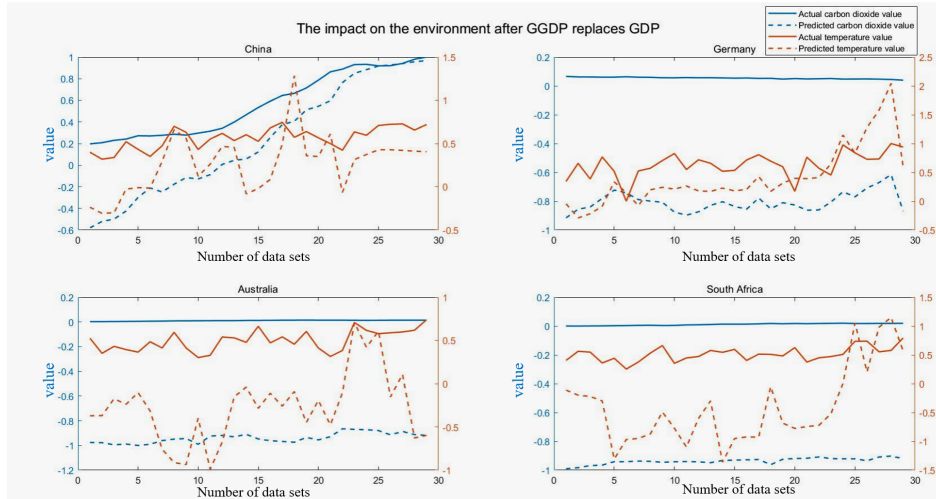 The impact on the environment after GGDP replaces GDP
Actual carbon dioxide value
Predicted carbon dioxide value
Actual temperature value
Predicted temperature value
China
value
1
0.8
0.6
0.4
0.2
0
-0.2
-0.4
-0.6
1.5
1
0.5
0
-0.5
0 5 10 15 20 25 30
Number of data sets
Germany
value
0.2
0
-0.2
-0.4
-0.6
-0.8
-1
2.5
2
1.5
1
0.5
0
-0.5
0 5 10 15 20 25 30
Number of data sets
Australia
value
0.2
0
-0.2
-0.4
-0.6
-0.8
-1
-1.2
1
0.5
0
-0.5
-1
0 5 10 15 20 25 30
Number of data sets
South Africa
value
0.2
0
-0.2
-0.4
-0.6
-0.8
-1
1.5
1
0.5
0
-0.5
-1
-1.5
0 5 10 15 20 25 30
Number of data sets